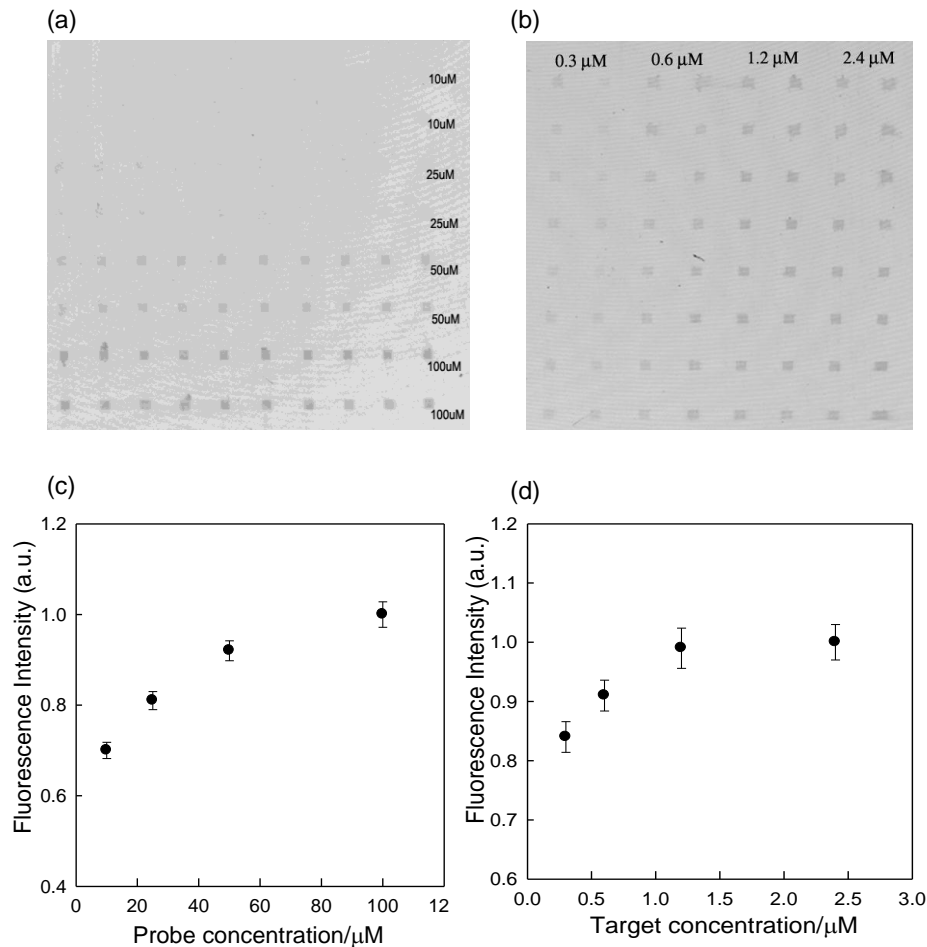 (a)
10uM
10uM
25uM
25uM
50uM
50uM
100uM
100uM
(b)
0.3 μM 0.6 μM 1.2 μM 2.4 μM
(c)
Fluorescence Intensity (a.u.)
1.2
1.0
0.8
0.6
0.4
0 20 40 60 80 100 12
Probe concentration/μM
(d)
Fluorescence Intensity (a.u.)
1.2
1.1
1.0
0.9
0.8
0.7
0.6
0.0 0.5 1.0 1.5 2.0 2.5 3.0
Target concentration/μM